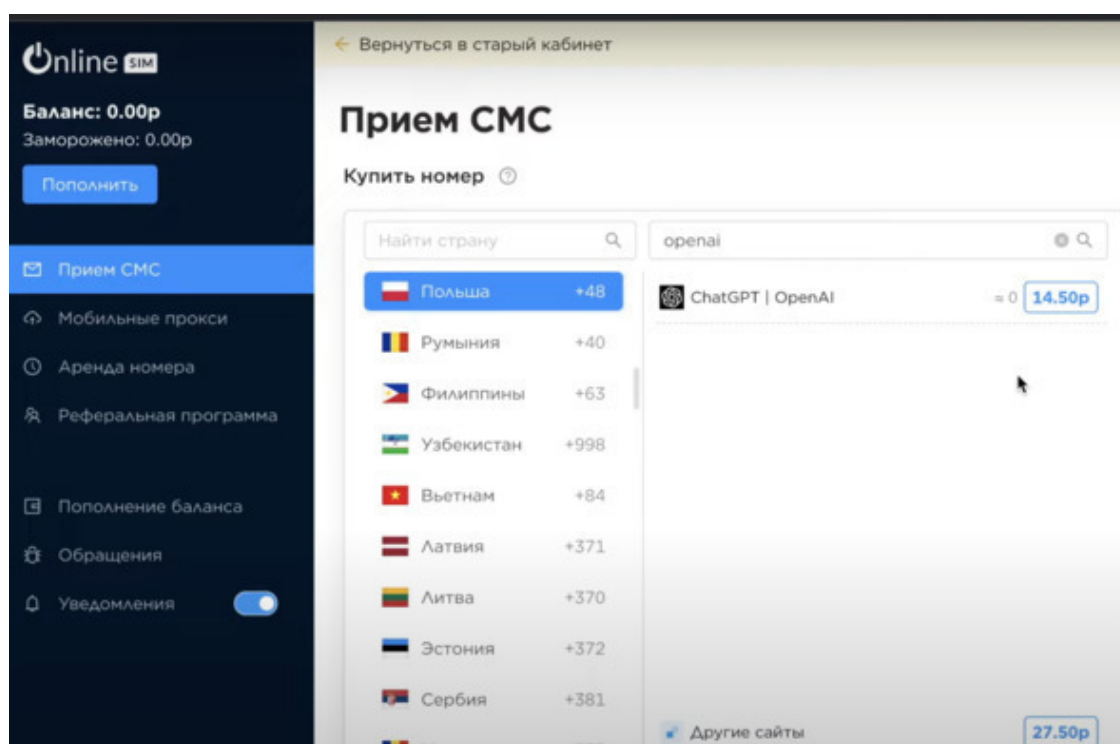 Online SIM
Баланс: 0.00р
Заморожено: 0.00р
Пополнить
Прием СМС
Мобильные прокси
Аренда номера
Реферальная программа
Пополнение баланса
Обращения
Уведомления
← Вернуться в старый кабинет
Прием СМС
Купить номер ?
Найти страну
openai
Польша +48
Румыния +40
Филиппины +63
Узбекистан +998
Вьетнам +84
Латвия +371
Литва +370
Эстония +372
Сербия +381
ChatGPT | OpenAI ≈ 0 14.50р
Другие сайты 27.50р